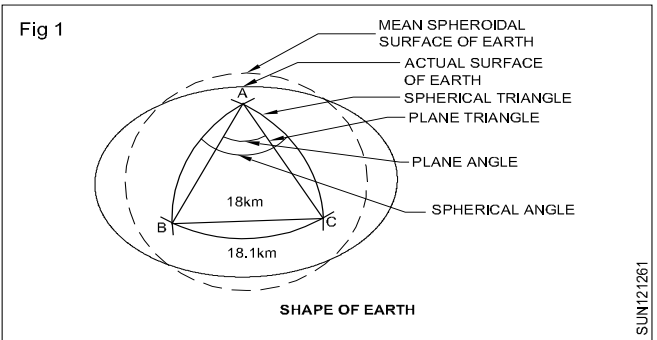 Fig 1
MEAN SPHEROIDAL
SURFACE OF EARTH
ACTUAL SURFACE
OF EARTH
A
SPHERICAL TRIANGLE
PLANE TRIANGLE
PLANE ANGLE
18km
SPHERICAL ANGLE
B
C
18.1km
SHAPE OF EARTH
SUN121261